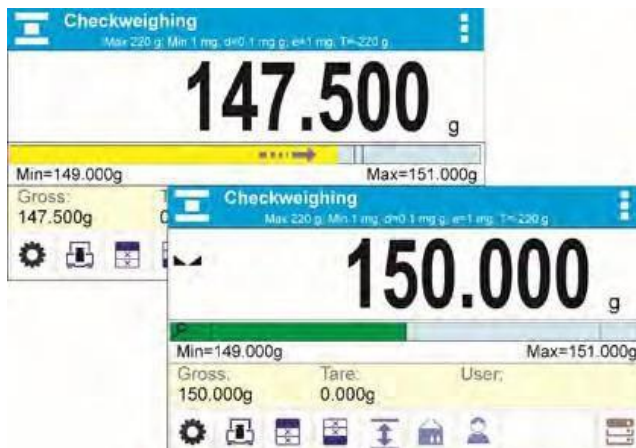 Checkweighing
Max 220 g; Min 1 mg; d=0.1 mg g; e=1 mg; T=-220 g
147.500 g
Min=149.000g Max=151.000g
Gross:
147.500g
Checkweighing
Max 220 g; Min 1 mg; d=0.1 mg g; e=1 mg; T=-220 g
150.000 g
Min=149.000g Max=151.000g
Gross: Tare: User:
150.000g 0.000g